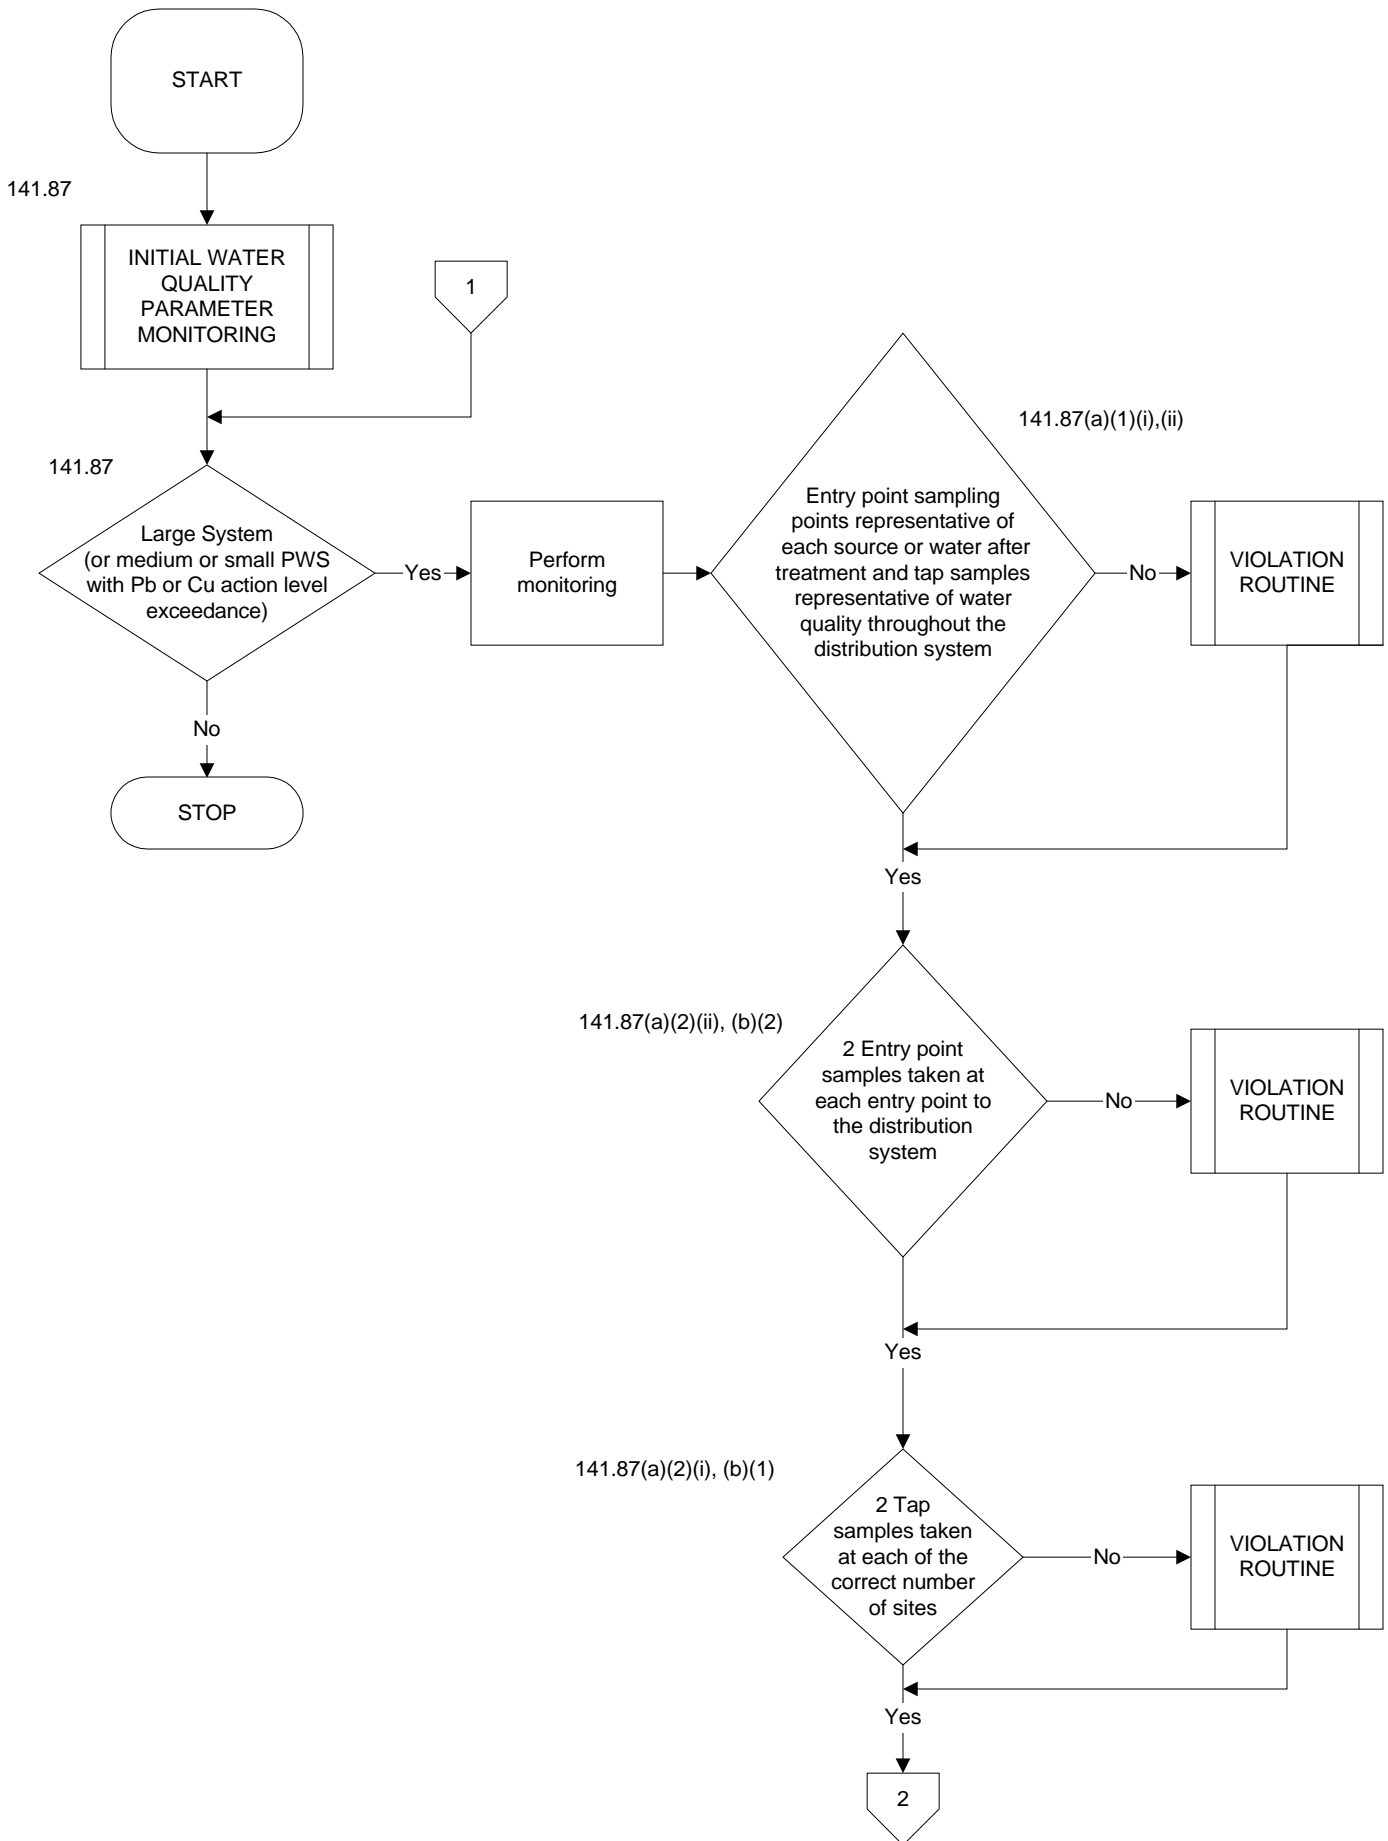 START
141.87
INITIAL WATER
QUALITY
PARAMETER
MONITORING
1
141.87
Large System
(or medium or small PWS
with Pb or Cu action level
exceedance)
Yes
Perform
monitoring
141.87(a)(1)(i),(ii)
Entry point sampling
points representative of
each source or water after
treatment and tap samples
representative of water
quality throughout the
distribution system
No
VIOLATION
ROUTINE
No
STOP
Yes
141.87(a)(2)(ii), (b)(2)
2 Entry point
samples taken at
each entry point to
the distribution
system
No
VIOLATION
ROUTINE
Yes
141.87(a)(2)(i), (b)(1)
2 Tap
samples taken
at each of the
correct number
of sites
No
VIOLATION
ROUTINE
Yes
2